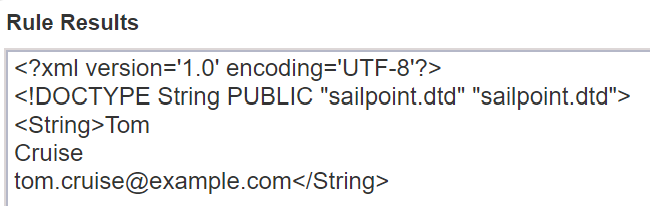 Rule Results
<?xml version='1.0' encoding='UTF-8'?>
<!DOCTYPE String PUBLIC "sailpoint.dtd" "sailpoint.dtd">
<String>Tom
Cruise
tom.cruise@example.com</String>